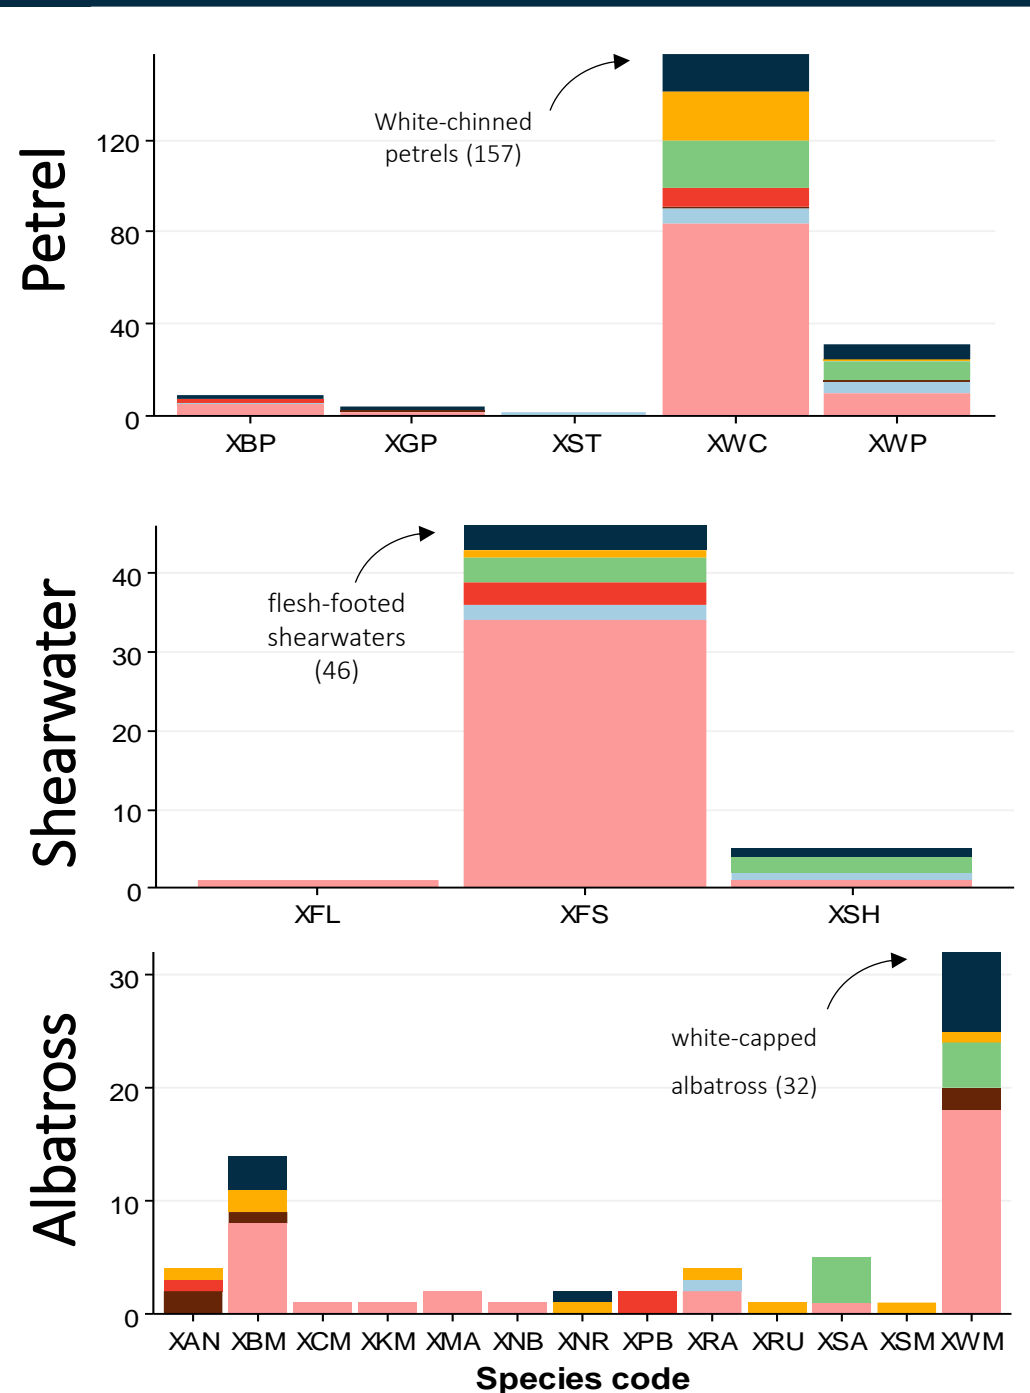 Petrel
120
80
40
0
White-chinned
petrels (157)
XBP XGP XST XWC XWP
Shearwater
40
30
20
10
0
flesh-footed
shearwaters
(46)
XFL XFS XSH
Albatross
30
20
10
0
white-capped
albatross (32)
XAN XBM XCM XKM XMA XNB XNR XPB XRA XRU XSA XSM XWM
Species code